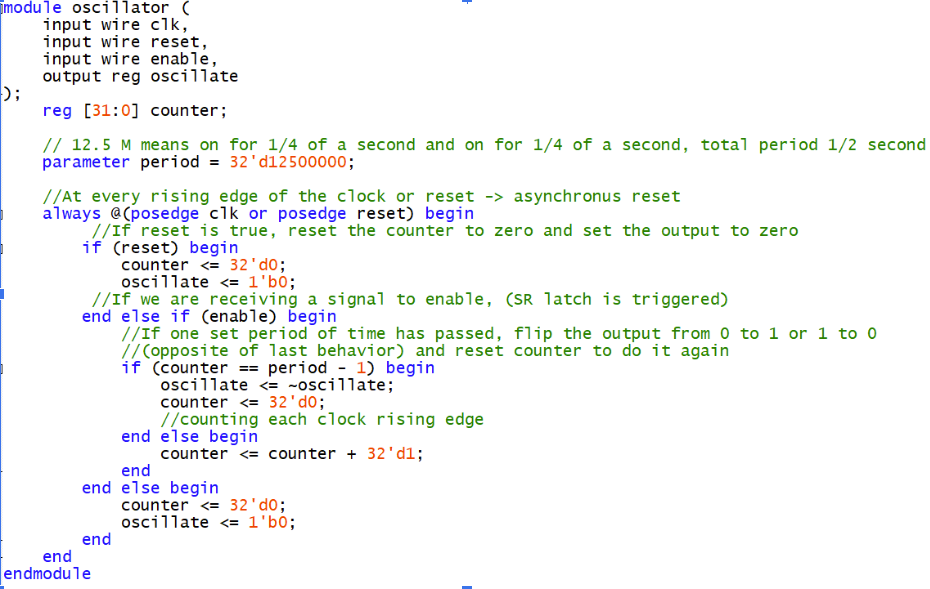 module oscillator (
    input wire clk,
    input wire reset,
    input wire enable,
    output reg oscillate
);
    reg [31:0] counter;

    // 12.5 M means on for 1/4 of a second and on for 1/4 of a second, total period 1/2 second
    parameter period = 32'd12500000;

    //At every rising edge of the clock or reset -> asynchronus reset
    always @(posedge clk or posedge reset) begin
         //If reset is true, reset the counter to zero and set the output to zero
        if (reset) begin
            counter <= 32'd0;
            oscillate <= 1'b0;
         //If we are receiving a signal to enable, (SR latch is triggered)
        end else if (enable) begin
            //If one set period of time has passed, flip the output from 0 to 1 or 1 to 0
            //(opposite of last behavior) and reset counter to do it again
            if (counter == period - 1) begin
                oscillate <= ~oscillate;
                counter <= 32'd0;
                //counting each clock rising edge
            end else begin
                counter <= counter + 32'd1;
            end
        end else begin
            counter <= 32'd0;
            oscillate <= 1'b0;
        end
    end
endmodule